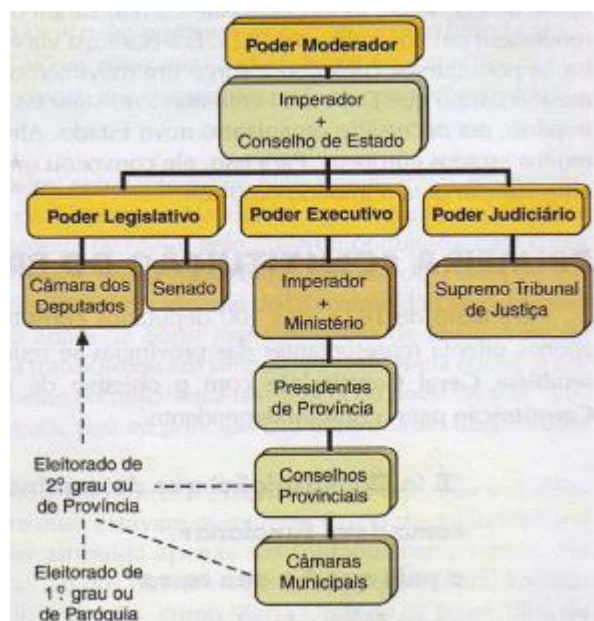 Poder Moderador
Imperador
+
Conselho de Estado
Poder Legislativo
Poder Executivo
Poder Judiciário
Câmara dos
Deputados
Senado
Imperador
+
Ministério
Supremo Tribunal
de Justiça
Presidentes
de Província
Eleitorado de
2º grau ou
de Província
Conselhos
Provinciais
Eleitorado de
1º grau ou
de Paróquia
Câmaras
Municipais